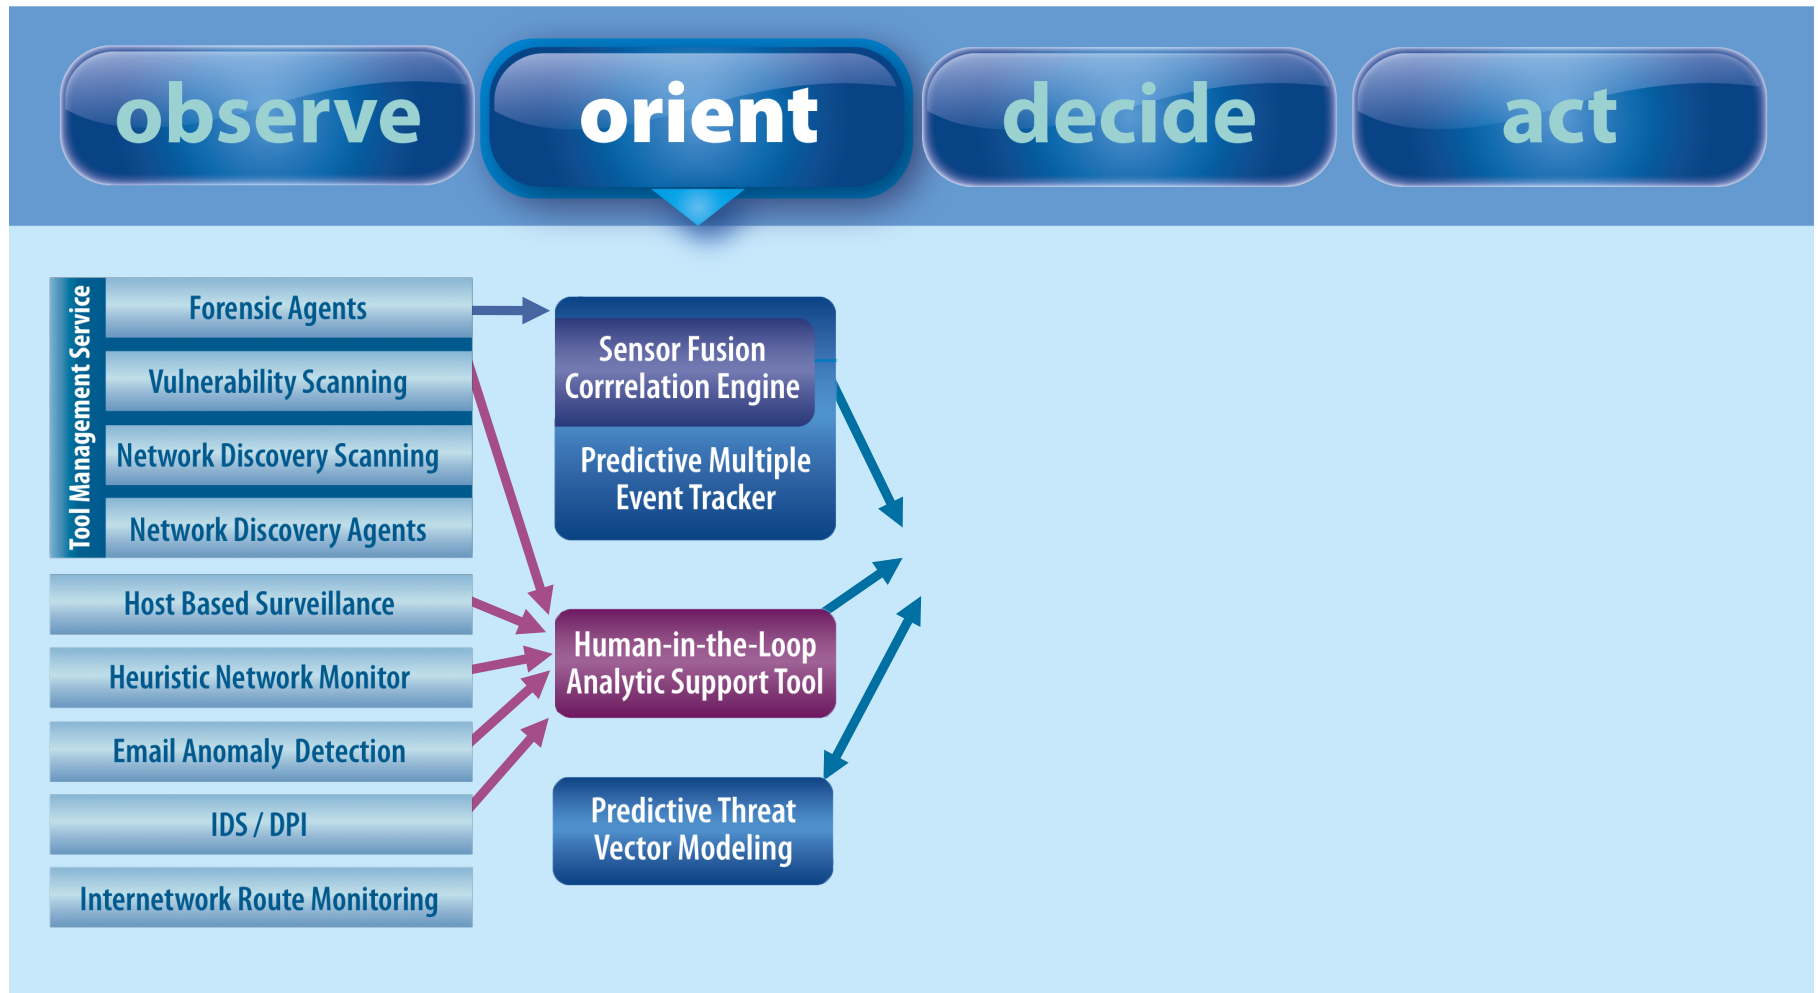 observe
orient
decide
act
Tool Management Service
Forensic Agents
Vulnerability Scanning
Network Discovery Scanning
Network Discovery Agents
Host Based Surveillance
Heuristic Network Monitor
Email Anomaly Detection
IDS / DPI
Internetwork Route Monitoring
Sensor Fusion
Corrrelation Engine
Predictive Multiple
Event Tracker
Human-in-the-Loop
Analytic Support Tool
Predictive Threat
Vector Modeling